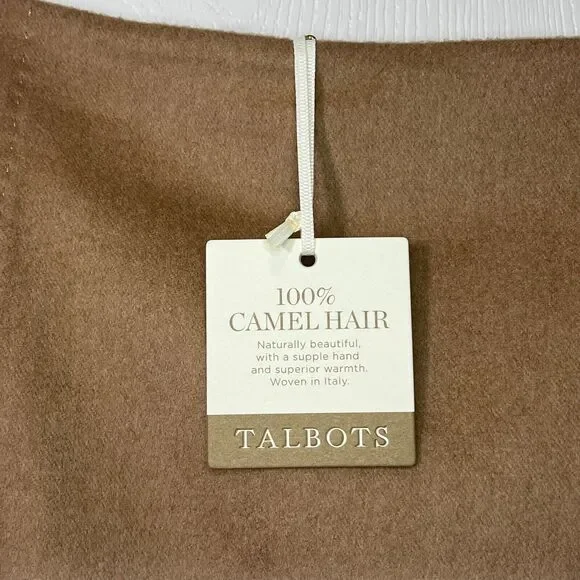 100%
CAMEL HAIR
Naturally beautiful,
with a supple hand
and superior warmth.
Woven in Italy.
TALBOTS